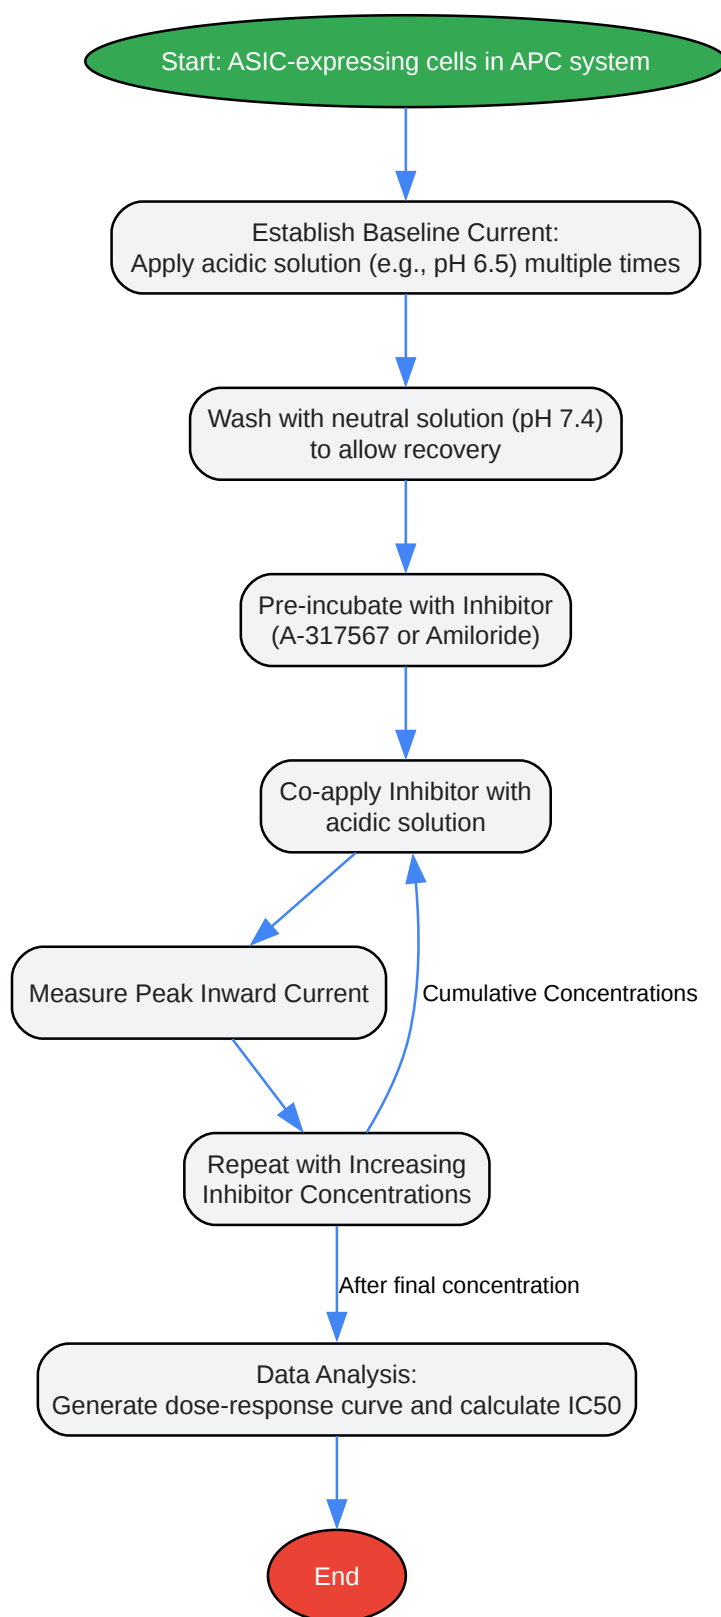 Start: ASIC-expressing cells in APC system
Establish Baseline Current:
Apply acidic solution (e.g., pH 6.5) multiple times
Wash with neutral solution (pH 7.4)
to allow recovery
Pre-incubate with Inhibitor
(A-317567 or Amiloride)
Co-apply Inhibitor with
acidic solution
Measure Peak Inward Current
Cumulative Concentrations
Repeat with Increasing
Inhibitor Concentrations
After final concentration
Data Analysis:
Generate dose-response curve and calculate IC50
End